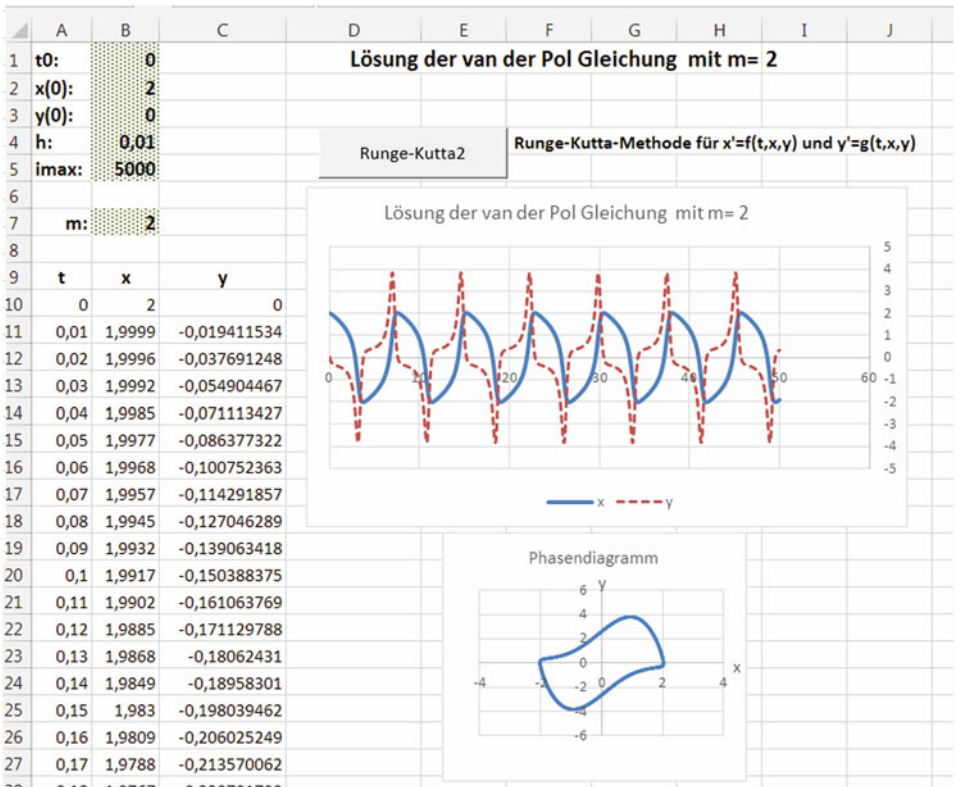 A B C D E F G H I J
1 t0: 0 Lösung der van der Pol Gleichung mit m= 2
2 x(0): 2
3 y(0): 0
4 h: 0,01
5 imax: 5000
Runge-Kutta2
Runge-Kutta-Methode für x'=f(t,x,y) und y'=g(t,x,y)
6
7 m: 2
8
9 t x y
10 0 2 0
11 0,01 1,9999 -0,019411534
12 0,02 1,9996 -0,037691248
13 0,03 1,9992 -0,054904467
14 0,04 1,9985 -0,071113427
15 0,05 1,9977 -0,086377322
16 0,06 1,9968 -0,100752363
17 0,07 1,9957 -0,114291857
18 0,08 1,9945 -0,127046289
19 0,09 1,9932 -0,139063418
20 0,1 1,9917 -0,150388375
21 0,11 1,9902 -0,161063769
22 0,12 1,9885 -0,171129788
23 0,13 1,9868 -0,18062431
24 0,14 1,9849 -0,18958301
25 0,15 1,983 -0,198039462
26 0,16 1,9809 -0,206025249
27 0,17 1,9788 -0,213570062
Lösung der van der Pol Gleichung mit m= 2
5
4
3
2
1
0
0 10 20 30 40 50 60 -1
-2
-3
-4
-5
x y
Phasendiagramm
y
6
4
2
0
-4 -2 0 2 4 x
-2
-4
-6